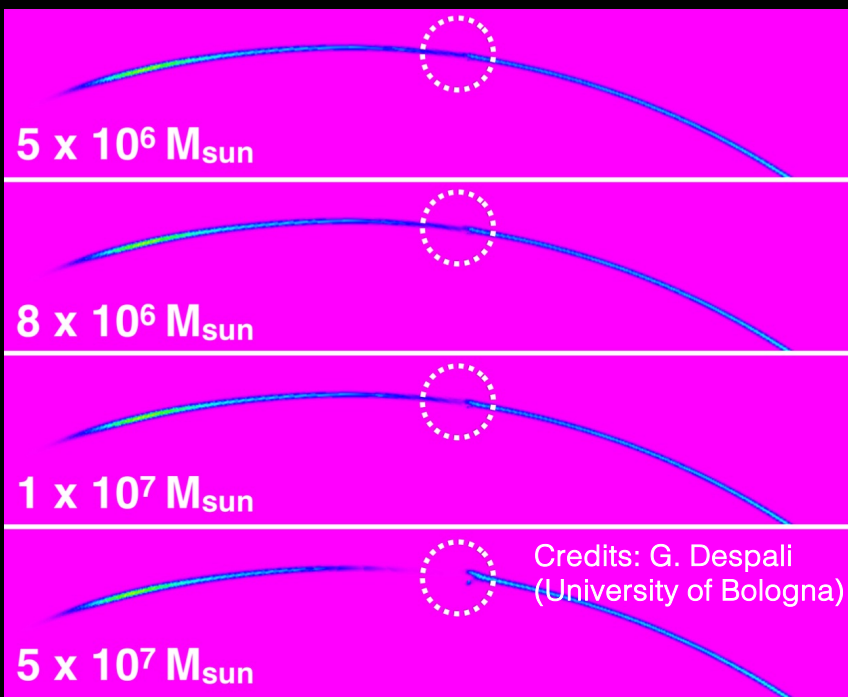 5 x 10⁶ Msun
8 x 10⁶ Msun
1 x 10⁷ Msun
Credits: G. Despali
(University of Bologna)
5 x 10⁷ Msun